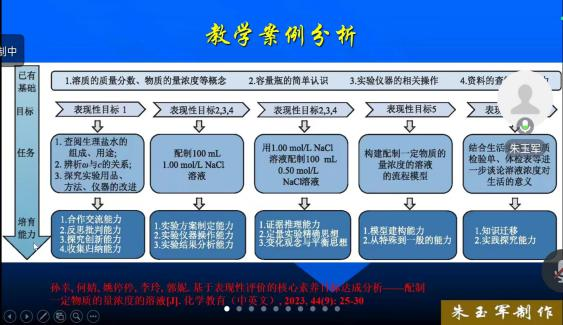 教学案例分析
制中
已有
基础
1.溶质的质量分数、物质的量浓度等概念 2.容量瓶的简单认识 3.实验仪器的相关操作 4.资料的查
朱玉军
目标
表现性目标 1
表现性目标2,3,4
表现性目标2,3,4
表现性目标5
任务
1. 查阅生理盐水的
组成、用途;
2. 辨析ω与c的关系;
3. 探究实验用品、
方法、仪器的改进
配制100 mL
1.00 mol/L NaCl
溶液
用1.00 mol/L NaCl
溶液配制100 mL
0.50 mol/L
NaCl溶液
构建配制一定物质的
量浓度的溶液
的流程模型
结合生活
质
检验单、体检表等进
一步谈论溶液浓度对
生活的意义
培育
能力
1.合作交流能力
2.反思批判能力
3.探究创新能力
4.收集归纳能力
1.实验方案制定能力
2.实验仪器操作能力
3.实验结果分析能力
1.证据推理能力
2.定量实验精确思想
3.变化观念与平衡思想
1.模型建构能力
2.从特殊到一般的能力
1.知识迁移
2.实践探究能力
孙幸, 何婧, 姚停停, 李玲, 郭妮. 基于表现性评价的核心素养目标达成分析——配制
一定物质的量浓度的溶液[J]. 化学教育（中英文）, 2023, 44(9): 25-30
朱玉军制作